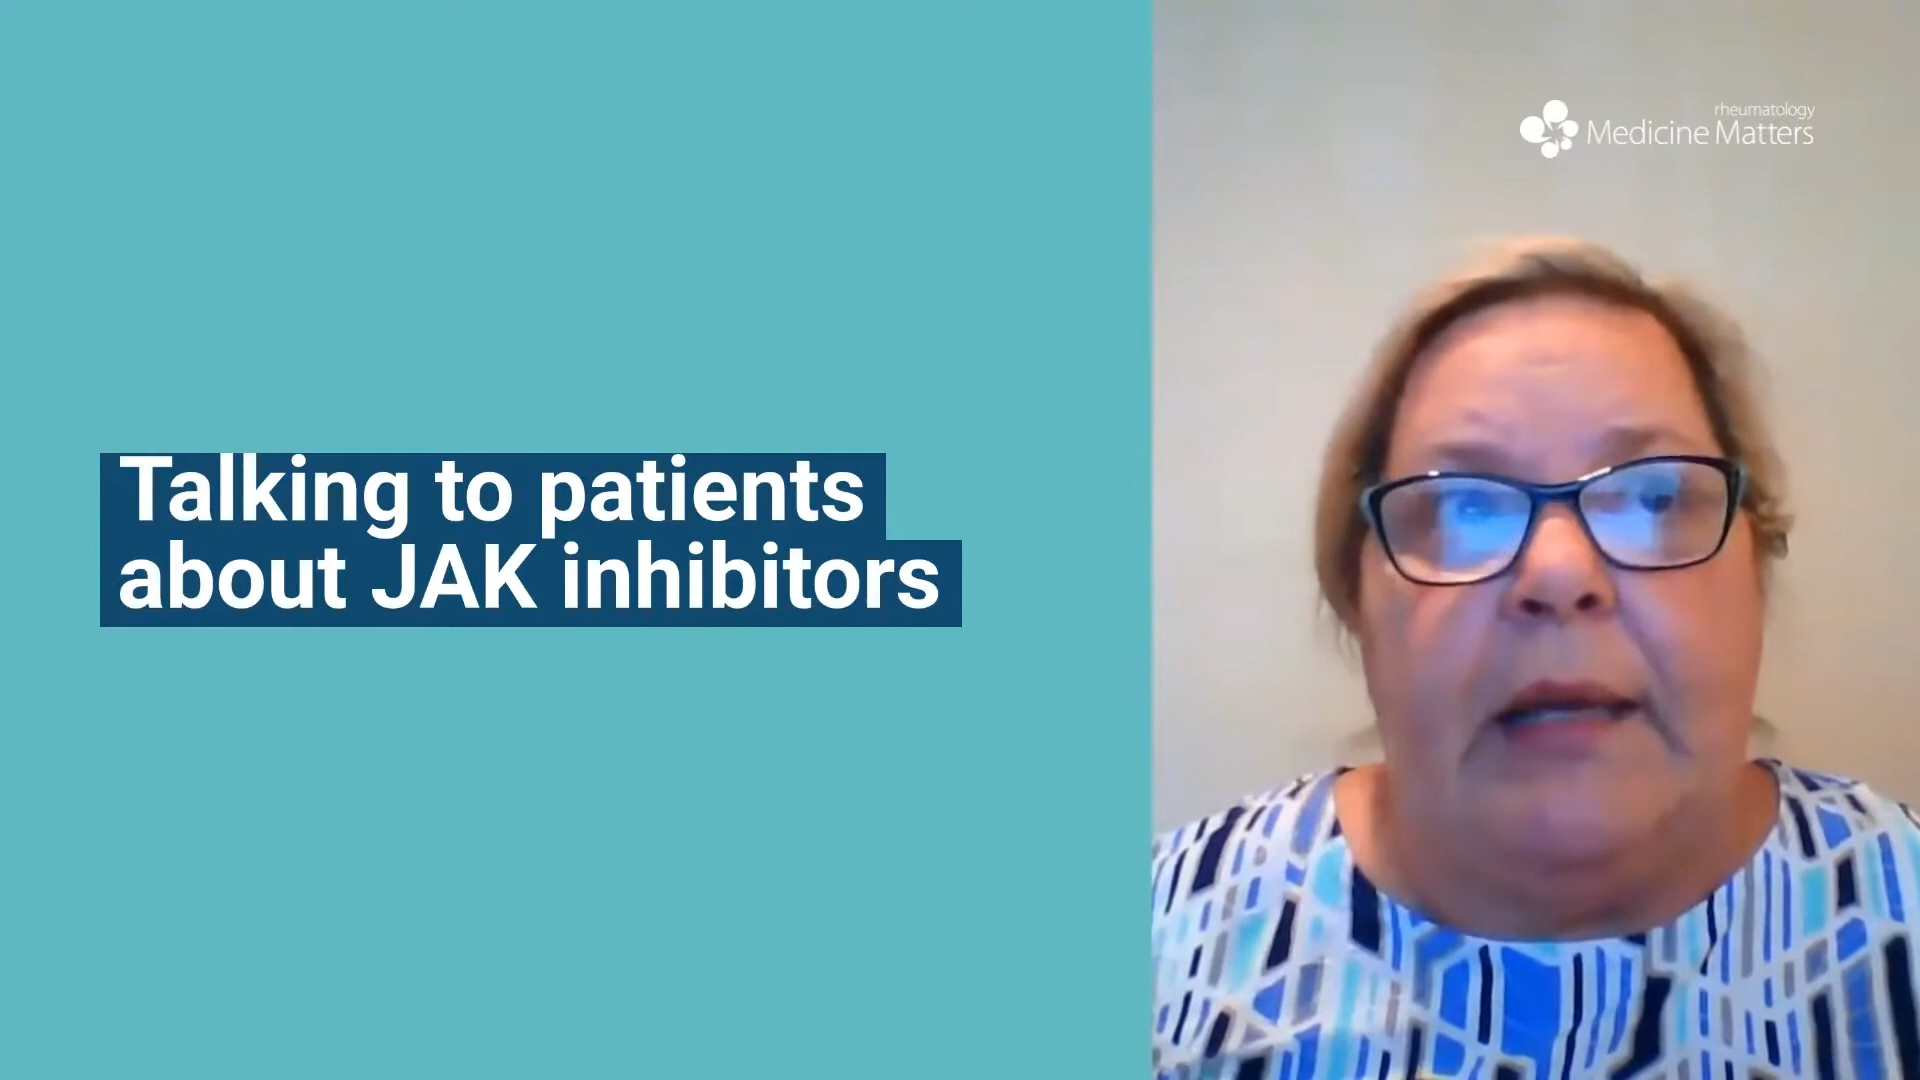 Talking to patients
about JAK inhibitors
rheumatology
Medicine Matters